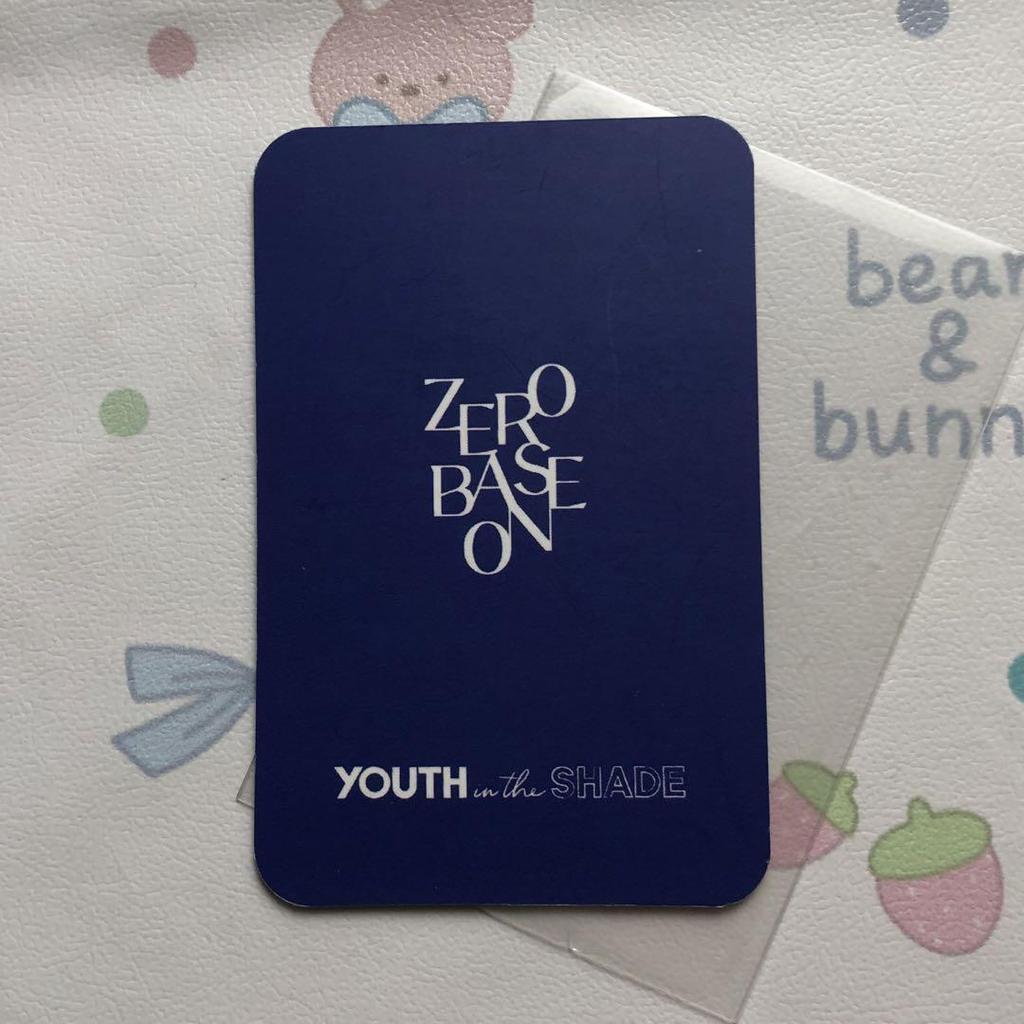 ZERO
BASE
ON
YOUTH in the SHADE
bear
&
bunn